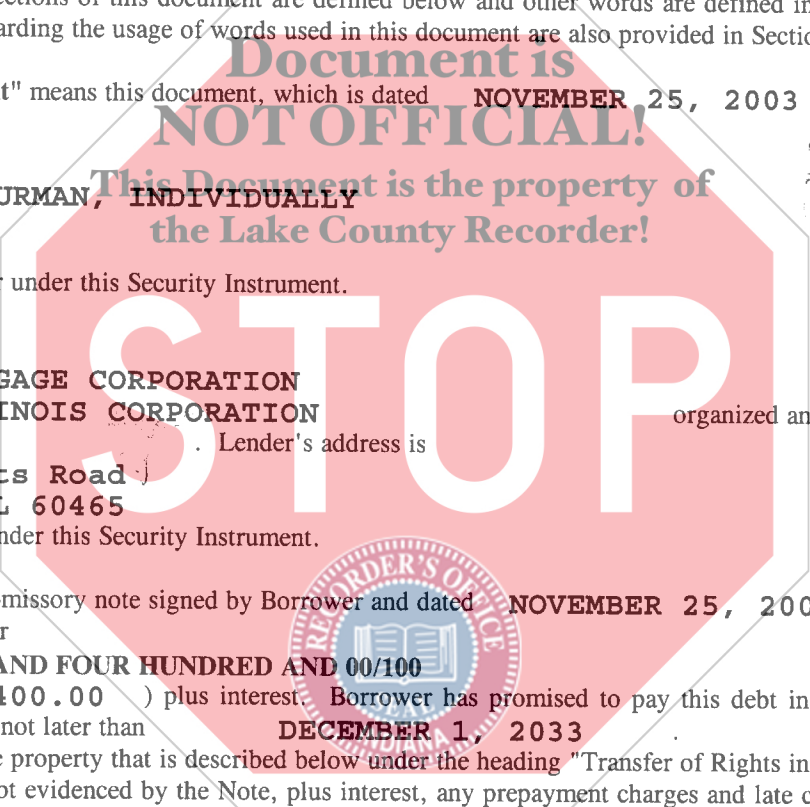 ections of this document are defined below and other words are defined in
arding the usage of words used in this document are also provided in Sectio
Document is
t" means this document, which is dated NOVEMBER 25, 2003
NOT OFFICIAL!
This Document is the property of
URMAN, INDIVIDUALLY
the Lake County Recorder!
r under this Security Instrument.
STOP
GAGE CORPORATION
INOIS CORPORATION organized an
. Lender's address is
ts Road
L 60465
nder this Security Instrument.
RECORDER'S OFFICE
missory note signed by Borrower and dated NOVEMBER 25, 200
r
AND FOUR HUNDRED AND 00/100
400.00 ) plus interest. Borrower has promised to pay this debt in
SEAL
not later than DECEMBER 1, 2033 .
INDIANA
e property that is described below under the heading "Transfer of Rights in
bt evidenced by the Note, plus interest, any prepayment charges and late c